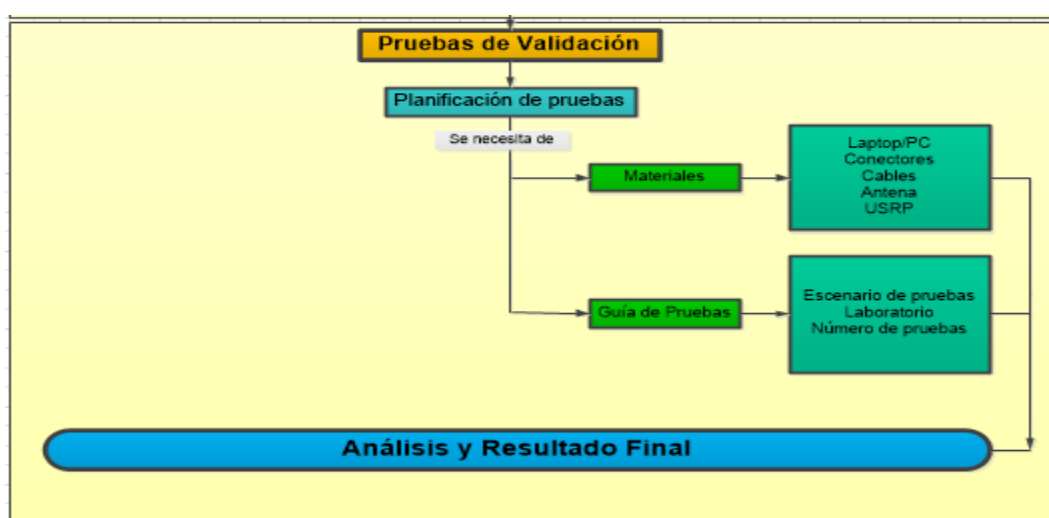 Pruebas de Validación
Planificación de pruebas
Se necesita de
Materiales
Laptop/PC
Conectores
Cables
Antena
USRP
Guía de Pruebas
Escenario de pruebas
Laboratorio
Número de pruebas
Análisis y Resultado Final